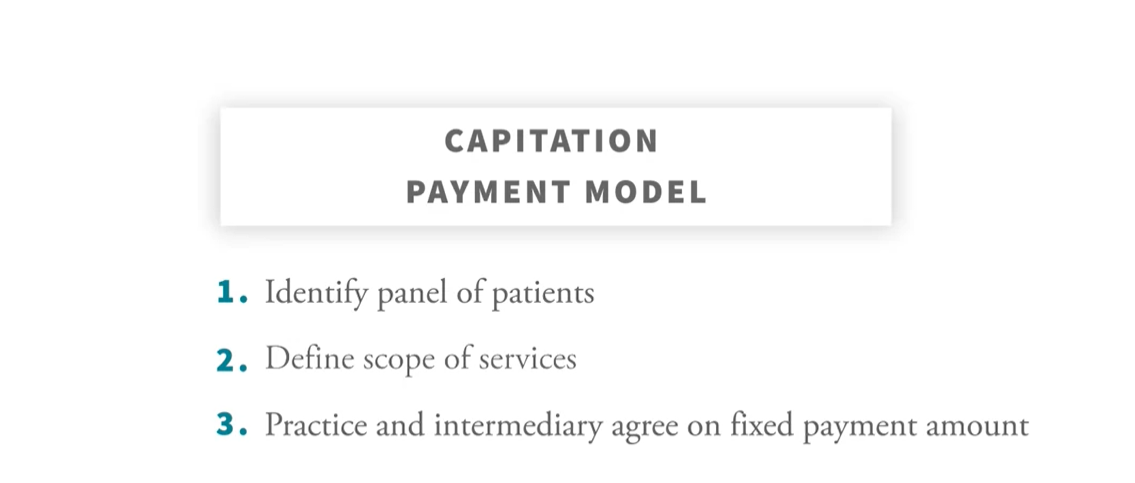 CAPITATION
PAYMENT MODEL
1. Identify panel of patients
2. Define scope of services
3. Practice and intermediary agree on fixed payment amount